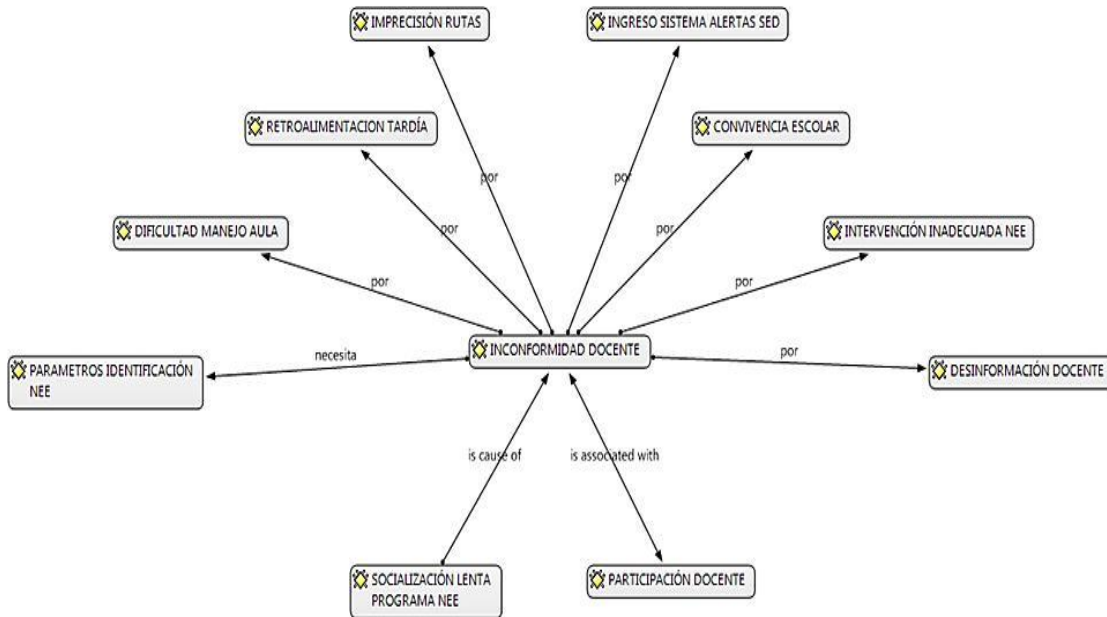 IMPRECISIÓN RUTAS
INGRESO SISTEMA ALERTAS SED
RETROALIMENTACION TARDÍA
CONVIVENCIA ESCOLAR
por
por
DIFICULTAD MANEJO AULA
por
por
INTERVENCIÓN INADECUADA NEE
por
por
INCONFORMIDAD DOCENTE
necesita
por
PARAMETROS IDENTIFICACIÓN
NEE
DESINFORMACIÓN DOCENTE
is cause of
is associated with
SOCIALIZACIÓN LENTA
PROGRAMA NEE
PARTICIPACIÓN DOCENTE